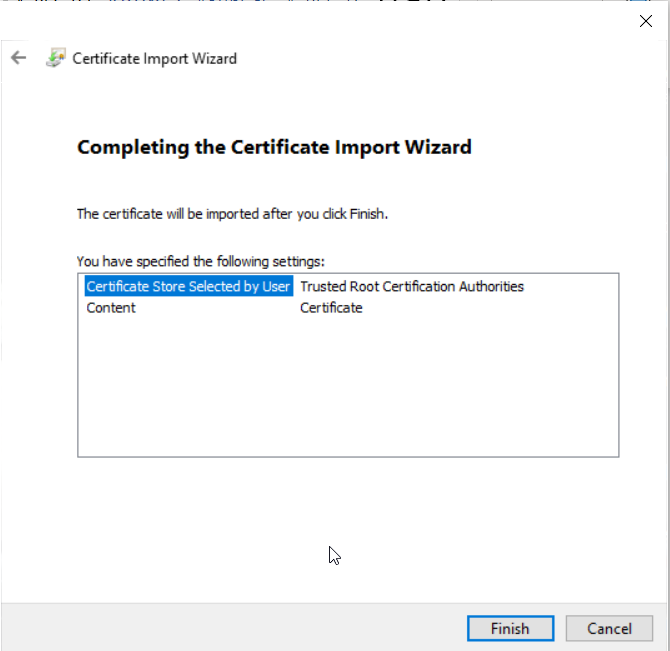 Certificate Import Wizard
Completing the Certificate Import Wizard
The certificate will be imported after you click Finish.
You have specified the following settings:
Certificate Store Selected by User Trusted Root Certification Authorities
Content Certificate
Finish Cancel